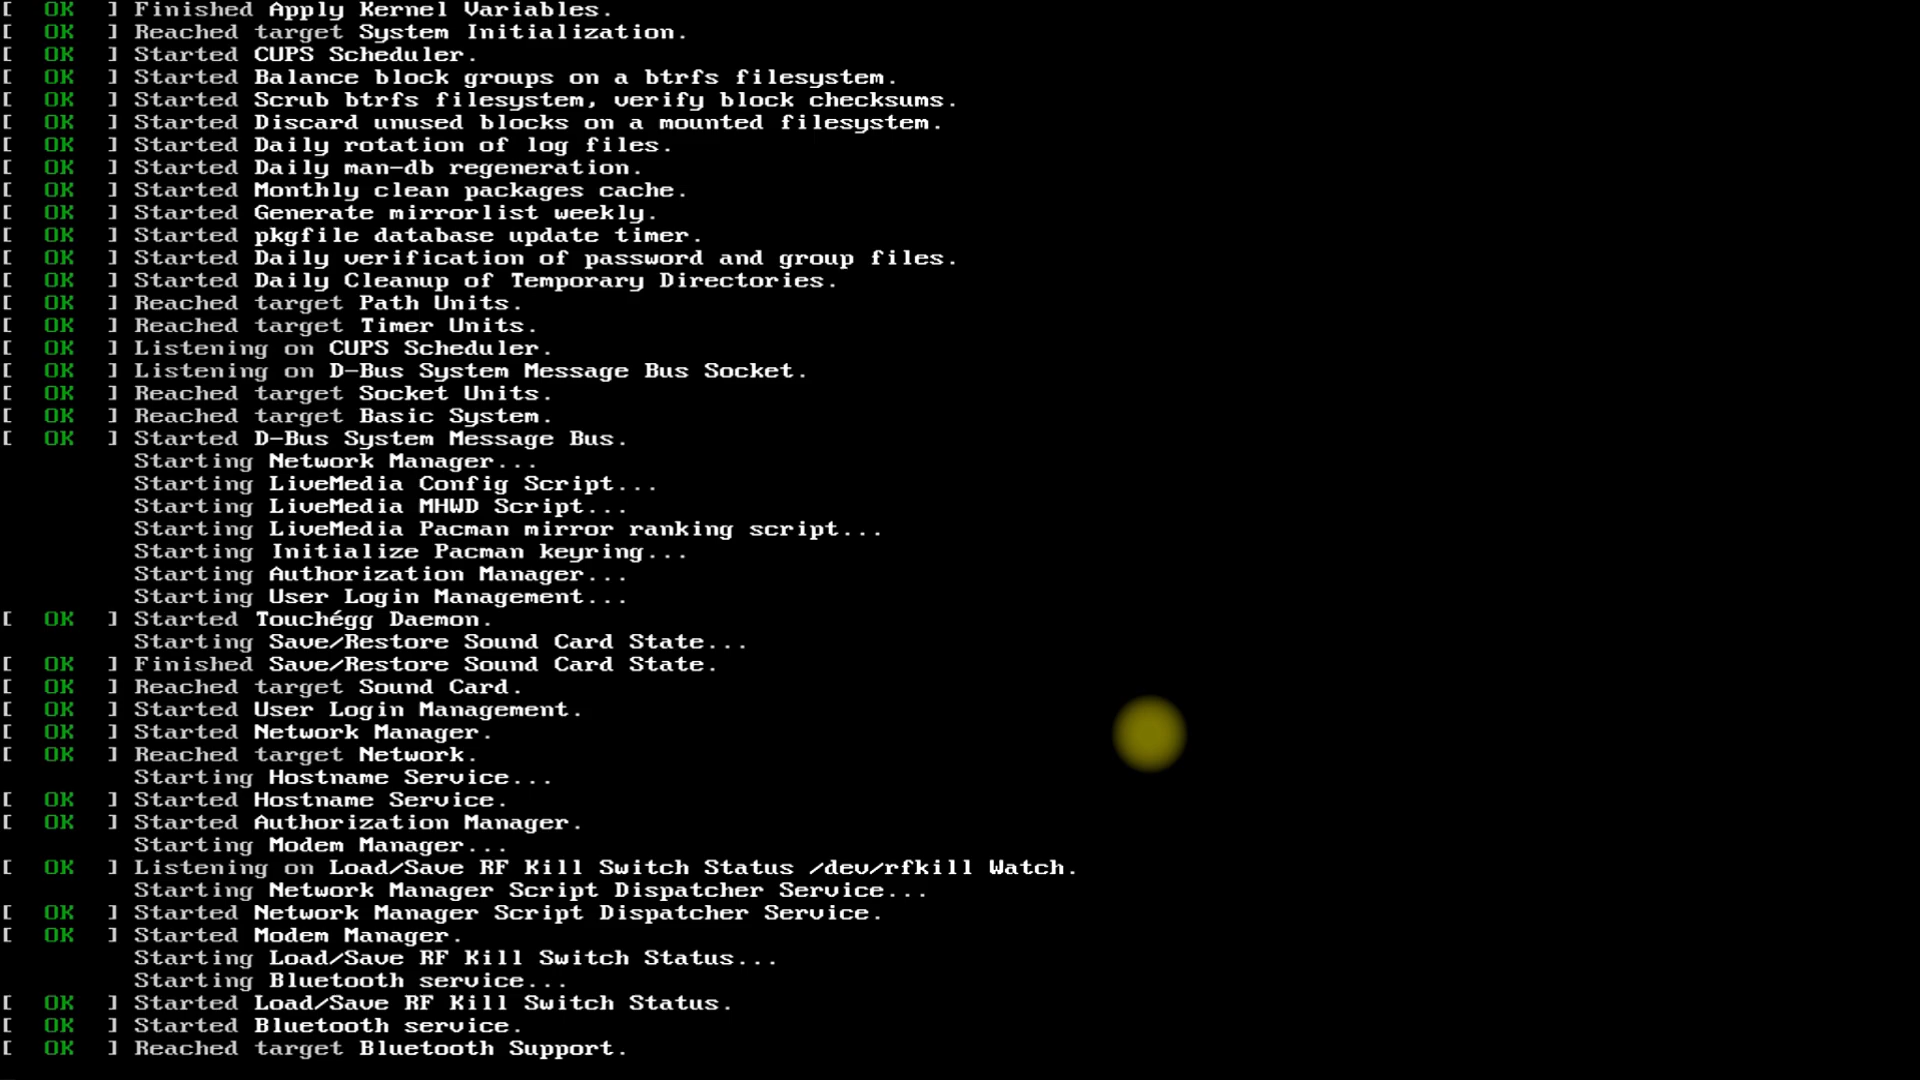 [  OK  ] Finished Apply Kernel Variables.
[  OK  ] Reached target System Initialization.
[  OK  ] Started CUPS Scheduler.
[  OK  ] Started Balance block groups on a btrfs filesystem.
[  OK  ] Started Scrub btrfs filesystem, verify block checksums.
[  OK  ] Started Discard unused blocks on a mounted filesystem.
[  OK  ] Started Daily rotation of log files.
[  OK  ] Started Daily man-db regeneration.
[  OK  ] Started Monthly clean packages cache.
[  OK  ] Started Generate mirrorlist weekly.
[  OK  ] Started pkgfile database update timer.
[  OK  ] Started Daily verification of password and group files.
[  OK  ] Started Daily Cleanup of Temporary Directories.
[  OK  ] Reached target Path Units.
[  OK  ] Reached target Timer Units.
[  OK  ] Listening on CUPS Scheduler.
[  OK  ] Listening on D-Bus System Message Bus Socket.
[  OK  ] Reached target Socket Units.
[  OK  ] Reached target Basic System.
[  OK  ] Started D-Bus System Message Bus.
Starting Network Manager...
Starting LiveMedia Config Script...
Starting LiveMedia MHWD Script...
Starting LiveMedia Pacman mirror ranking script...
Starting Initialize Pacman keyring...
Starting Authorization Manager...
Starting User Login Management...
[  OK  ] Started Touchégg Daemon.
Starting Save/Restore Sound Card State...
[  OK  ] Finished Save/Restore Sound Card State.
[  OK  ] Reached target Sound Card.
[  OK  ] Started User Login Management.
[  OK  ] Started Network Manager.
[  OK  ] Reached target Network.
Starting Hostname Service...
[  OK  ] Started Hostname Service.
[  OK  ] Started Authorization Manager.
Starting Modem Manager...
[  OK  ] Listening on Load/Save RF Kill Switch Status /dev/rfkill Watch.
Starting Network Manager Script Dispatcher Service...
[  OK  ] Started Network Manager Script Dispatcher Service.
[  OK  ] Started Modem Manager.
Starting Load/Save RF Kill Switch Status...
Starting Bluetooth service...
[  OK  ] Started Load/Save RF Kill Switch Status.
[  OK  ] Started Bluetooth service.
[  OK  ] Reached target Bluetooth Support.